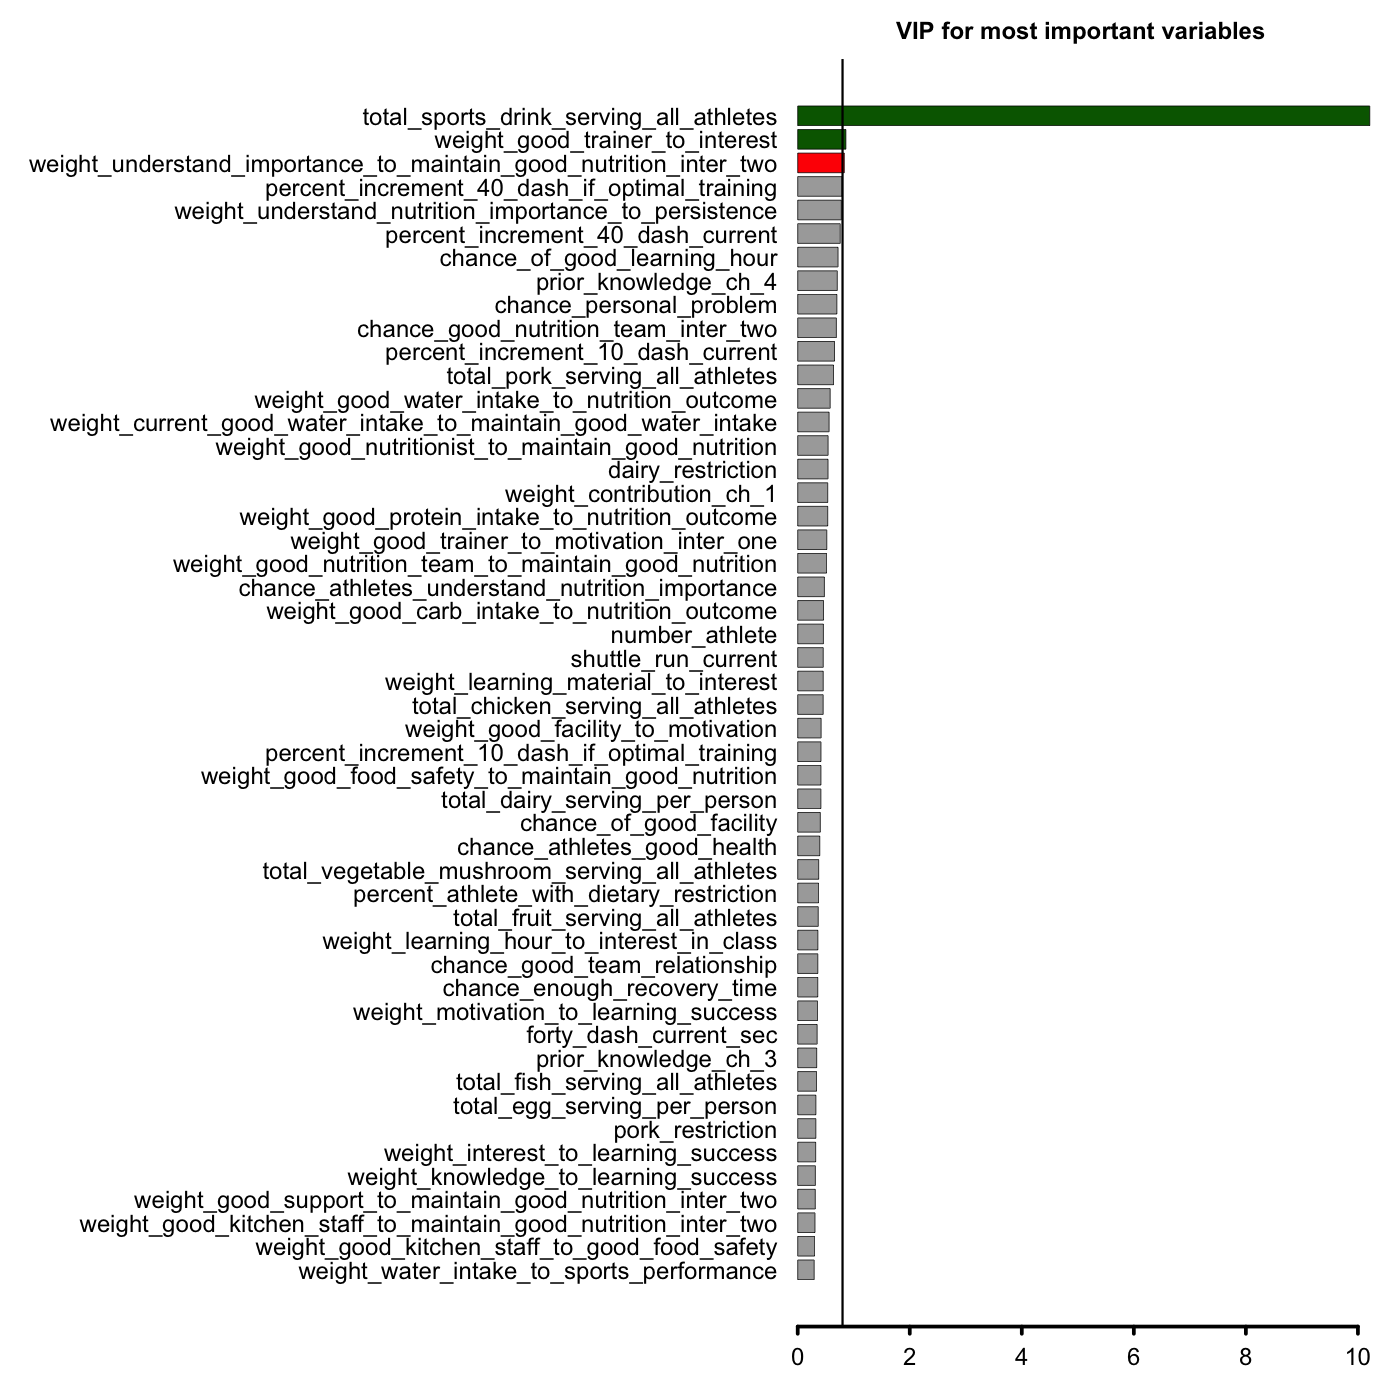 VIP for most important variables
total_sports_drink_serving_all_athletes
weight_good_trainer_to_interest
weight_understand_importance_to_maintain_good_nutrition_inter_two
percent_increment_40_dash_if_optimal_training
weight_understand_nutrition_importance_to_persistence
percent_increment_40_dash_current
chance_of_good_learning_hour
prior_knowledge_ch_4
chance_personal_problem
chance_good_nutrition_team_inter_two
percent_increment_10_dash_current
total_pork_serving_all_athletes
weight_good_water_intake_to_nutrition_outcome
weight_current_good_water_intake_to_maintain_good_water_intake
weight_good_nutritionist_to_maintain_good_nutrition
dairy_restriction
weight_contribution_ch_1
weight_good_protein_intake_to_nutrition_outcome
weight_good_trainer_to_motivation_inter_one
weight_good_nutrition_team_to_maintain_good_nutrition
chance_athletes_understand_nutrition_importance
weight_good_carb_intake_to_nutrition_outcome
number_athlete
shuttle_run_current
weight_learning_material_to_interest
total_chicken_serving_all_athletes
weight_good_facility_to_motivation
percent_increment_10_dash_if_optimal_training
weight_good_food_safety_to_maintain_good_nutrition
total_dairy_serving_per_person
chance_of_good_facility
chance_athletes_good_health
total_vegetable_mushroom_serving_all_athletes
percent_athlete_with_dietary_restriction
total_fruit_serving_all_athletes
weight_learning_hour_to_interest_in_class
chance_good_team_relationship
chance_enough_recovery_time
weight_motivation_to_learning_success
forty_dash_current_sec
prior_knowledge_ch_3
total_fish_serving_all_athletes
total_egg_serving_per_person
pork_restriction
weight_interest_to_learning_success
weight_knowledge_to_learning_success
weight_good_support_to_maintain_good_nutrition_inter_two
weight_good_kitchen_staff_to_maintain_good_nutrition_inter_two
weight_good_kitchen_staff_to_good_food_safety
weight_water_intake_to_sports_performance
0 2 4 6 8 10